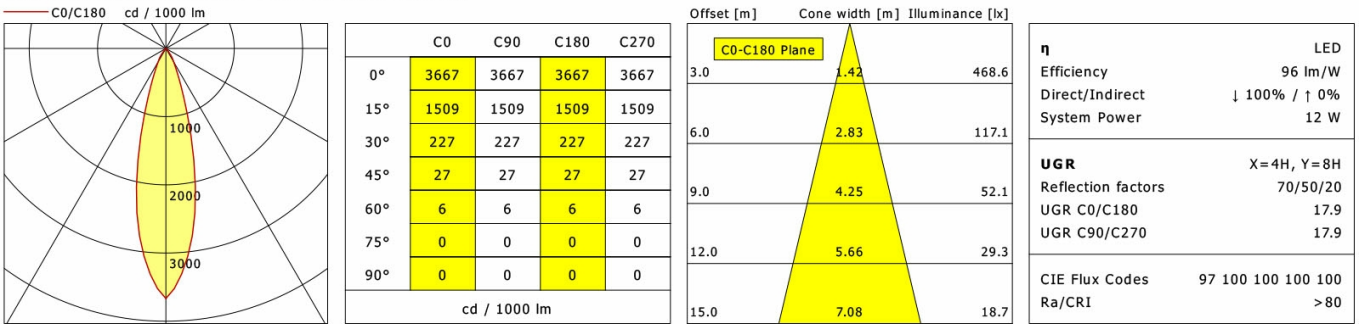 C0/C180 cd / 1000 lm
1000
2000
3000
C0 C90 C180 C270
0° 3667 3667 3667 3667
15° 1509 1509 1509 1509
30° 227 227 227 227
45° 27 27 27 27
60° 6 6 6 6
75° 0 0 0 0
90° 0 0 0 0
cd / 1000 lm
Offset [m] Cone width [m] Illuminance [lx]
C0-C180 Plane
3.0 1.42 468.6
6.0 2.83 117.1
9.0 4.25 52.1
12.0 5.66 29.3
15.0 7.08 18.7
η LED
Efficiency 96 lm/W
Direct/Indirect ↓ 100% / ↑ 0%
System Power 12 W
UGR X=4H, Y=8H
Reflection factors 70/50/20
UGR C0/C180 17.9
UGR C90/C270 17.9
CIE Flux Codes 97 100 100 100 100
Ra/CRI >80